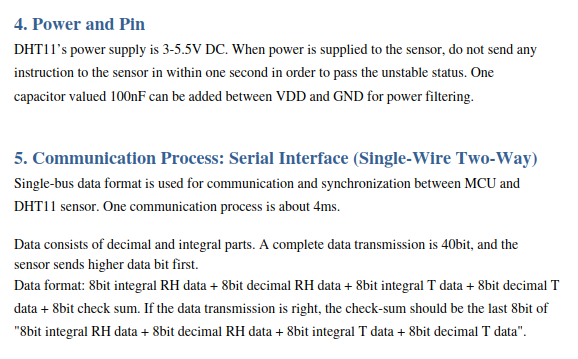 4. Power and Pin
DHT11's power supply is 3-5.5V DC. When power is supplied to the sensor, do not send any
instruction to the sensor in within one second in order to pass the unstable status. One
capacitor valued 100nF can be added between VDD and GND for power filtering.
5. Communication Process: Serial Interface (Single-Wire Two-Way)
Single-bus data format is used for communication and synchronization between MCU and
DHT11 sensor. One communication process is about 4ms.
Data consists of decimal and integral parts. A complete data transmission is 40bit, and the
sensor sends higher data bit first.
Data format: 8bit integral RH data + 8bit decimal RH data + 8bit integral T data + 8bit decimal T
data + 8bit check sum. If the data transmission is right, the check-sum should be the last 8bit of
"8bit integral RH data + 8bit decimal RH data + 8bit integral T data + 8bit decimal T data".